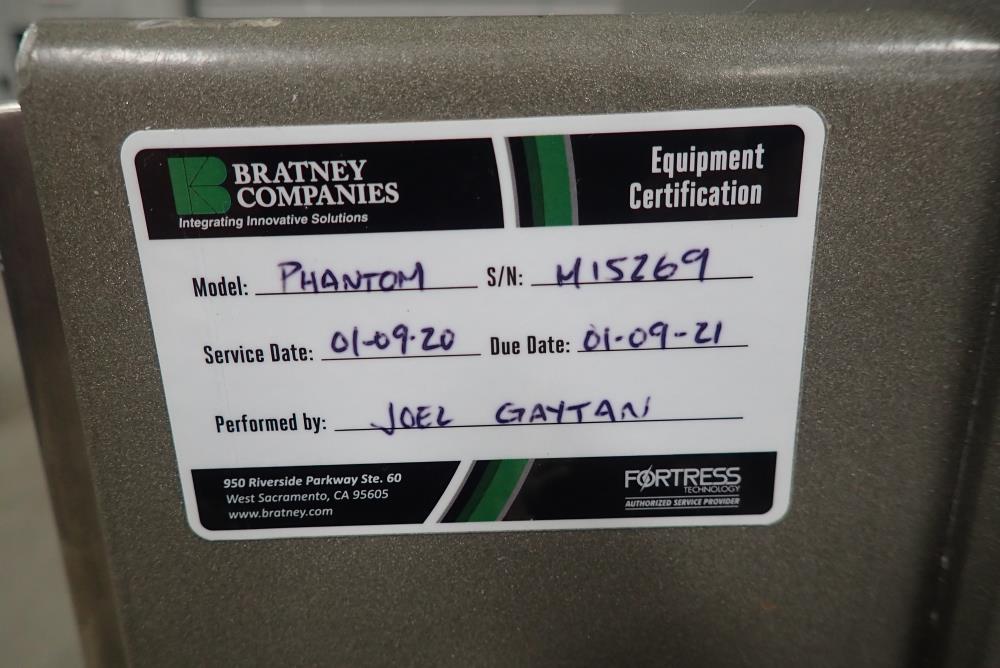 BRATNEY
COMPANIES
Integrating Innovative Solutions
Equipment
Certification
Model: PHANTOM S/N: M15269
Service Date: 01-09-20 Due Date: 01-09-21
Performed by: JOEL GAYTAN
950 Riverside Parkway Ste. 60
West Sacramento, CA 95605
www.bratney.com
FORTRESS
TECHNOLOGY
AUTHORIZED SERVICE PROVIDER